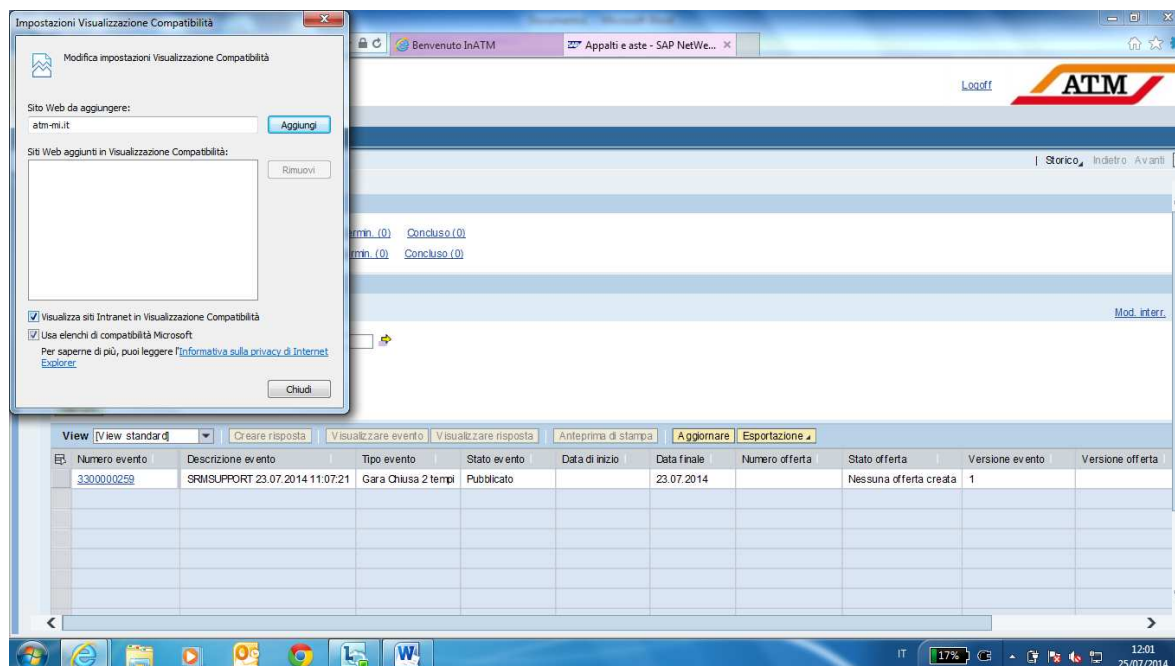 Impostazioni Visualizzazione Compatibilità
Modifica impostazioni Visualizzazione Compatibilità
Sito Web da aggiungere:
atm-mi.it
Aggiungi
Siti Web aggiunti in Visualizzazione Compatibilità:
Rimuovi
Visualizza siti Intranet in Visualizzazione Compatibilità
Usa elenchi di compatibilità Microsoft
Per saperne di più, puoi leggere l'Informativa sulla privacy di Internet
Explorer
Chiudi
Benvenuto InATM
Appalti e aste - SAP NetWe...
Logoff
ATM
Storico Indietro Avanti
(0) Concluso (0)
(0) Concluso (0)
Mod. interr.
View [View standard] Creare risposta Visualizzare evento Visualizzare risposta Anteprima di stampa Aggiornare Esportazione
Numero evento Descrizione evento Tipo evento Stato evento Data di inizio Data finale Numero offerta Stato offerta Versione evento Versione offerta
3300000259 SRMSUPPORT 23.07.2014 11:07:21 Gara Chiusa 2 tempi Pubblicato 23.07.2014 Nessuna offerta creata 1
IT 17% 12:01
25/07/2014